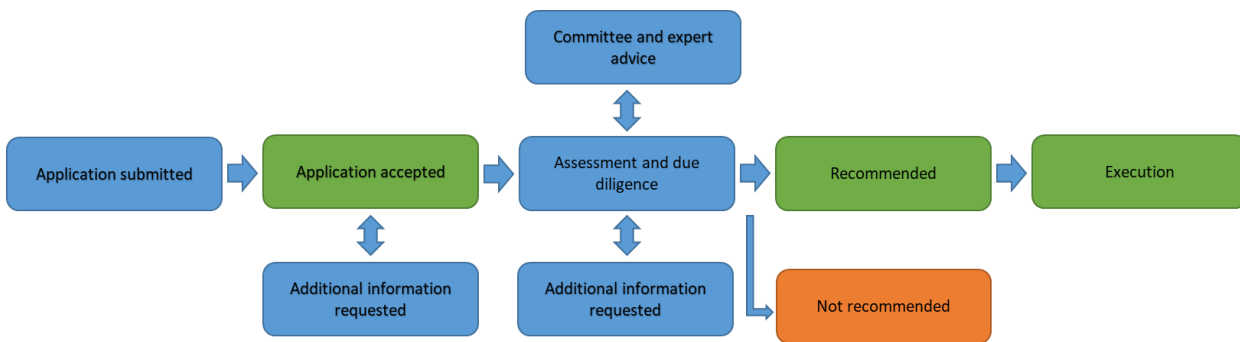 Committee and expert
advice
Application submitted
Application accepted
Assessment and due
diligence
Recommended
Execution
Additional information
requested
Additional information
requested
Not recommended